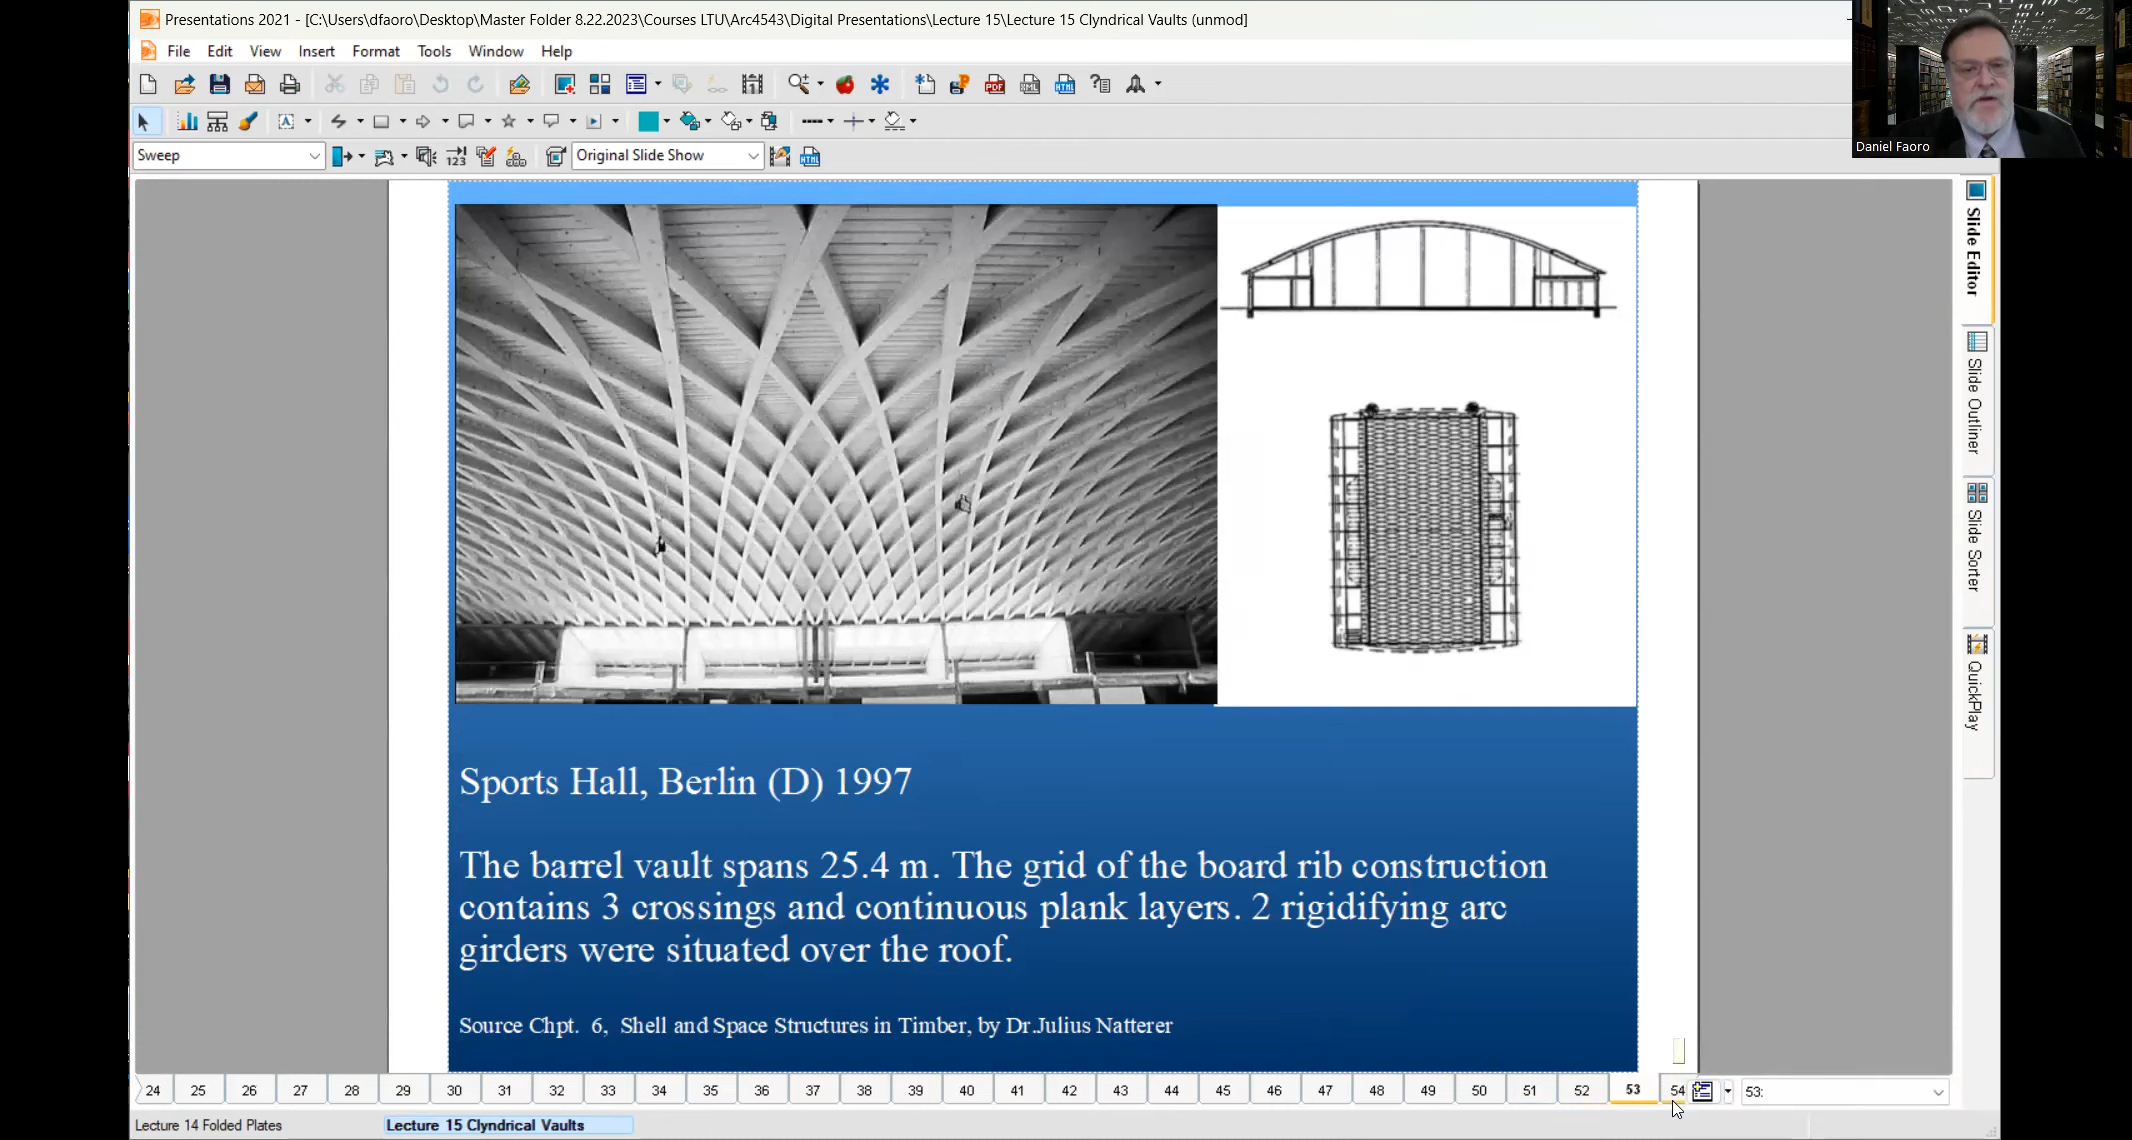 Presentations 2021 - [C:\Users\dfaoro\Desktop\Master Folder 8.22.2023\Courses LTU\Arc4543\Digital Presentations\Lecture 15\Lecture 15 Clyndrical Vaults (unmod]
File Edit View Insert Format Tools Window Help
Daniel Faoro
Sweep
Original Slide Show
Slide Editor
Slide Outliner
Slide Sorter
QuickPlay
Sports Hall, Berlin (D) 1997
The barrel vault spans 25.4 m. The grid of the board rib construction
contains 3 crossings and continuous plank layers. 2 rigidifying arc
girders were situated over the roof.
Source Chpt. 6, Shell and Space Structures in Timber, by Dr.Julius Natterer
24 25 26 27 28 29 30 31 32 33 34 35 36 37 38 39 40 41 42 43 44 45 46 47 48 49 50 51 52 53 54 53:
Lecture 14 Folded Plates Lecture 15 Clyndrical Vaults